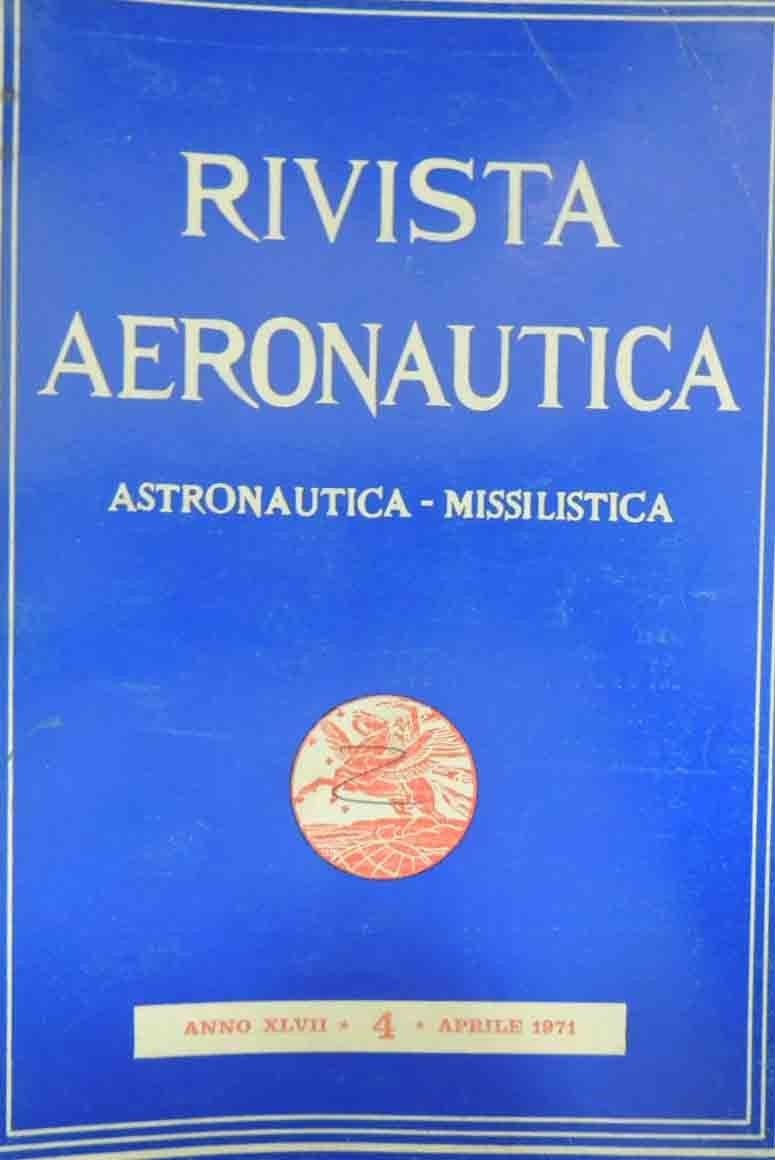 RIVISTA
AERONAUTICA
ASTRONAUTICA - MISSILISTICA
ANNO XLVII * 4 * APRILE 1971